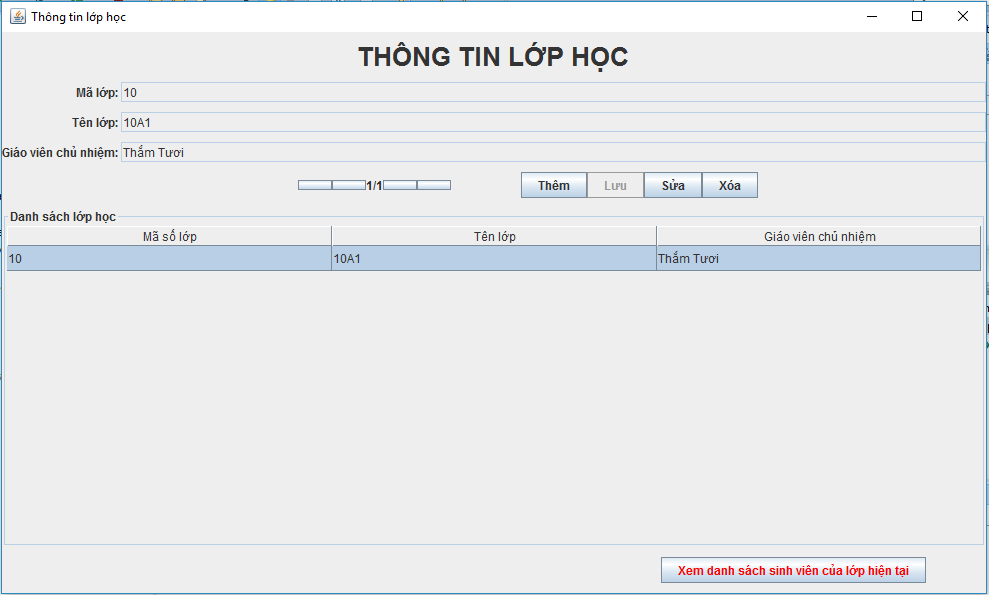 Thông tin lớp học
THÔNG TIN LỚP HỌC
Mã lớp: 10
Tên lớp: 10A1
Giáo viên chủ nhiệm: Thắm Tươi
1/1 Thêm Lưu Sửa Xóa
Danh sách lớp học
Mã số lớp Tên lớp Giáo viên chủ nhiệm
10 10A1 Thắm Tươi
Xem danh sách sinh viên của lớp hiện tại